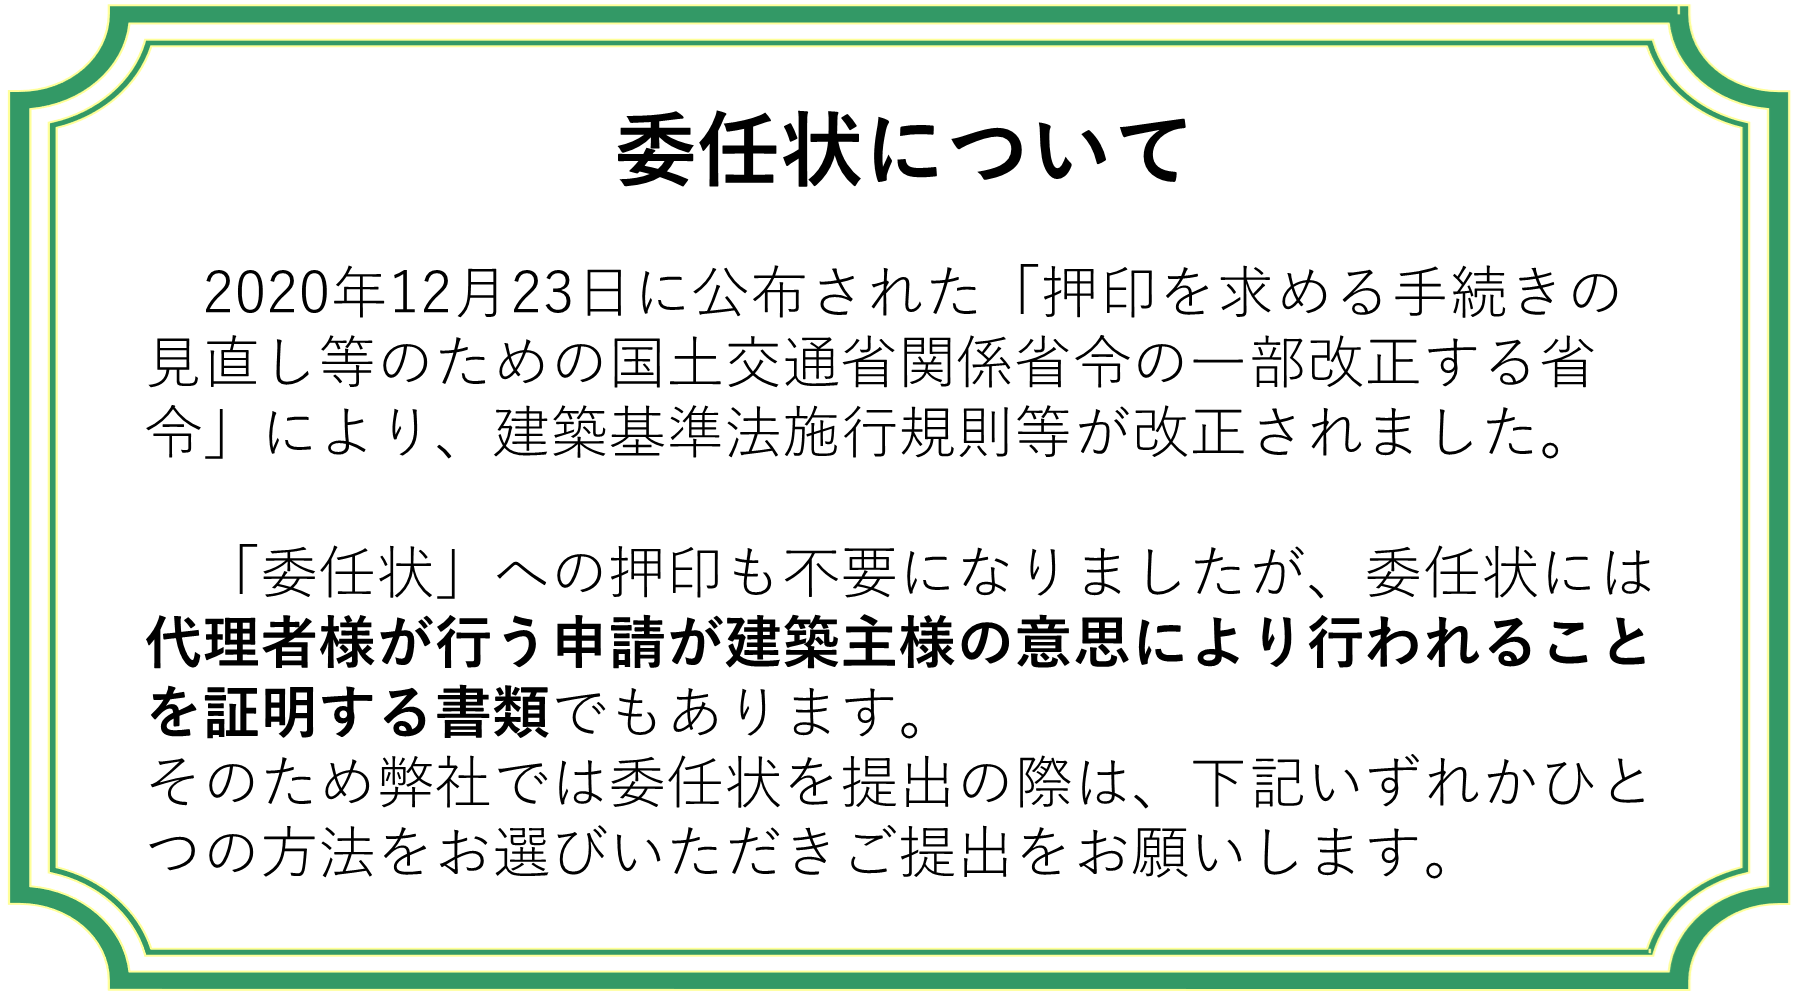 委任状について
2020年12月23日に公布された「押印を求める手続きの
見直し等のための国土交通省関係省令の一部改正する省
令」により、建築基準法施行規則等が改正されました。
「委任状」への押印も不要になりましたが、委任状には
代理者様が行う申請が建築主様の意思により行われること
を証明する書類でもあります。
そのため弊社では委任状を提出の際は、下記いずれかひと
つの方法をお選びいただきご提出をお願いします。